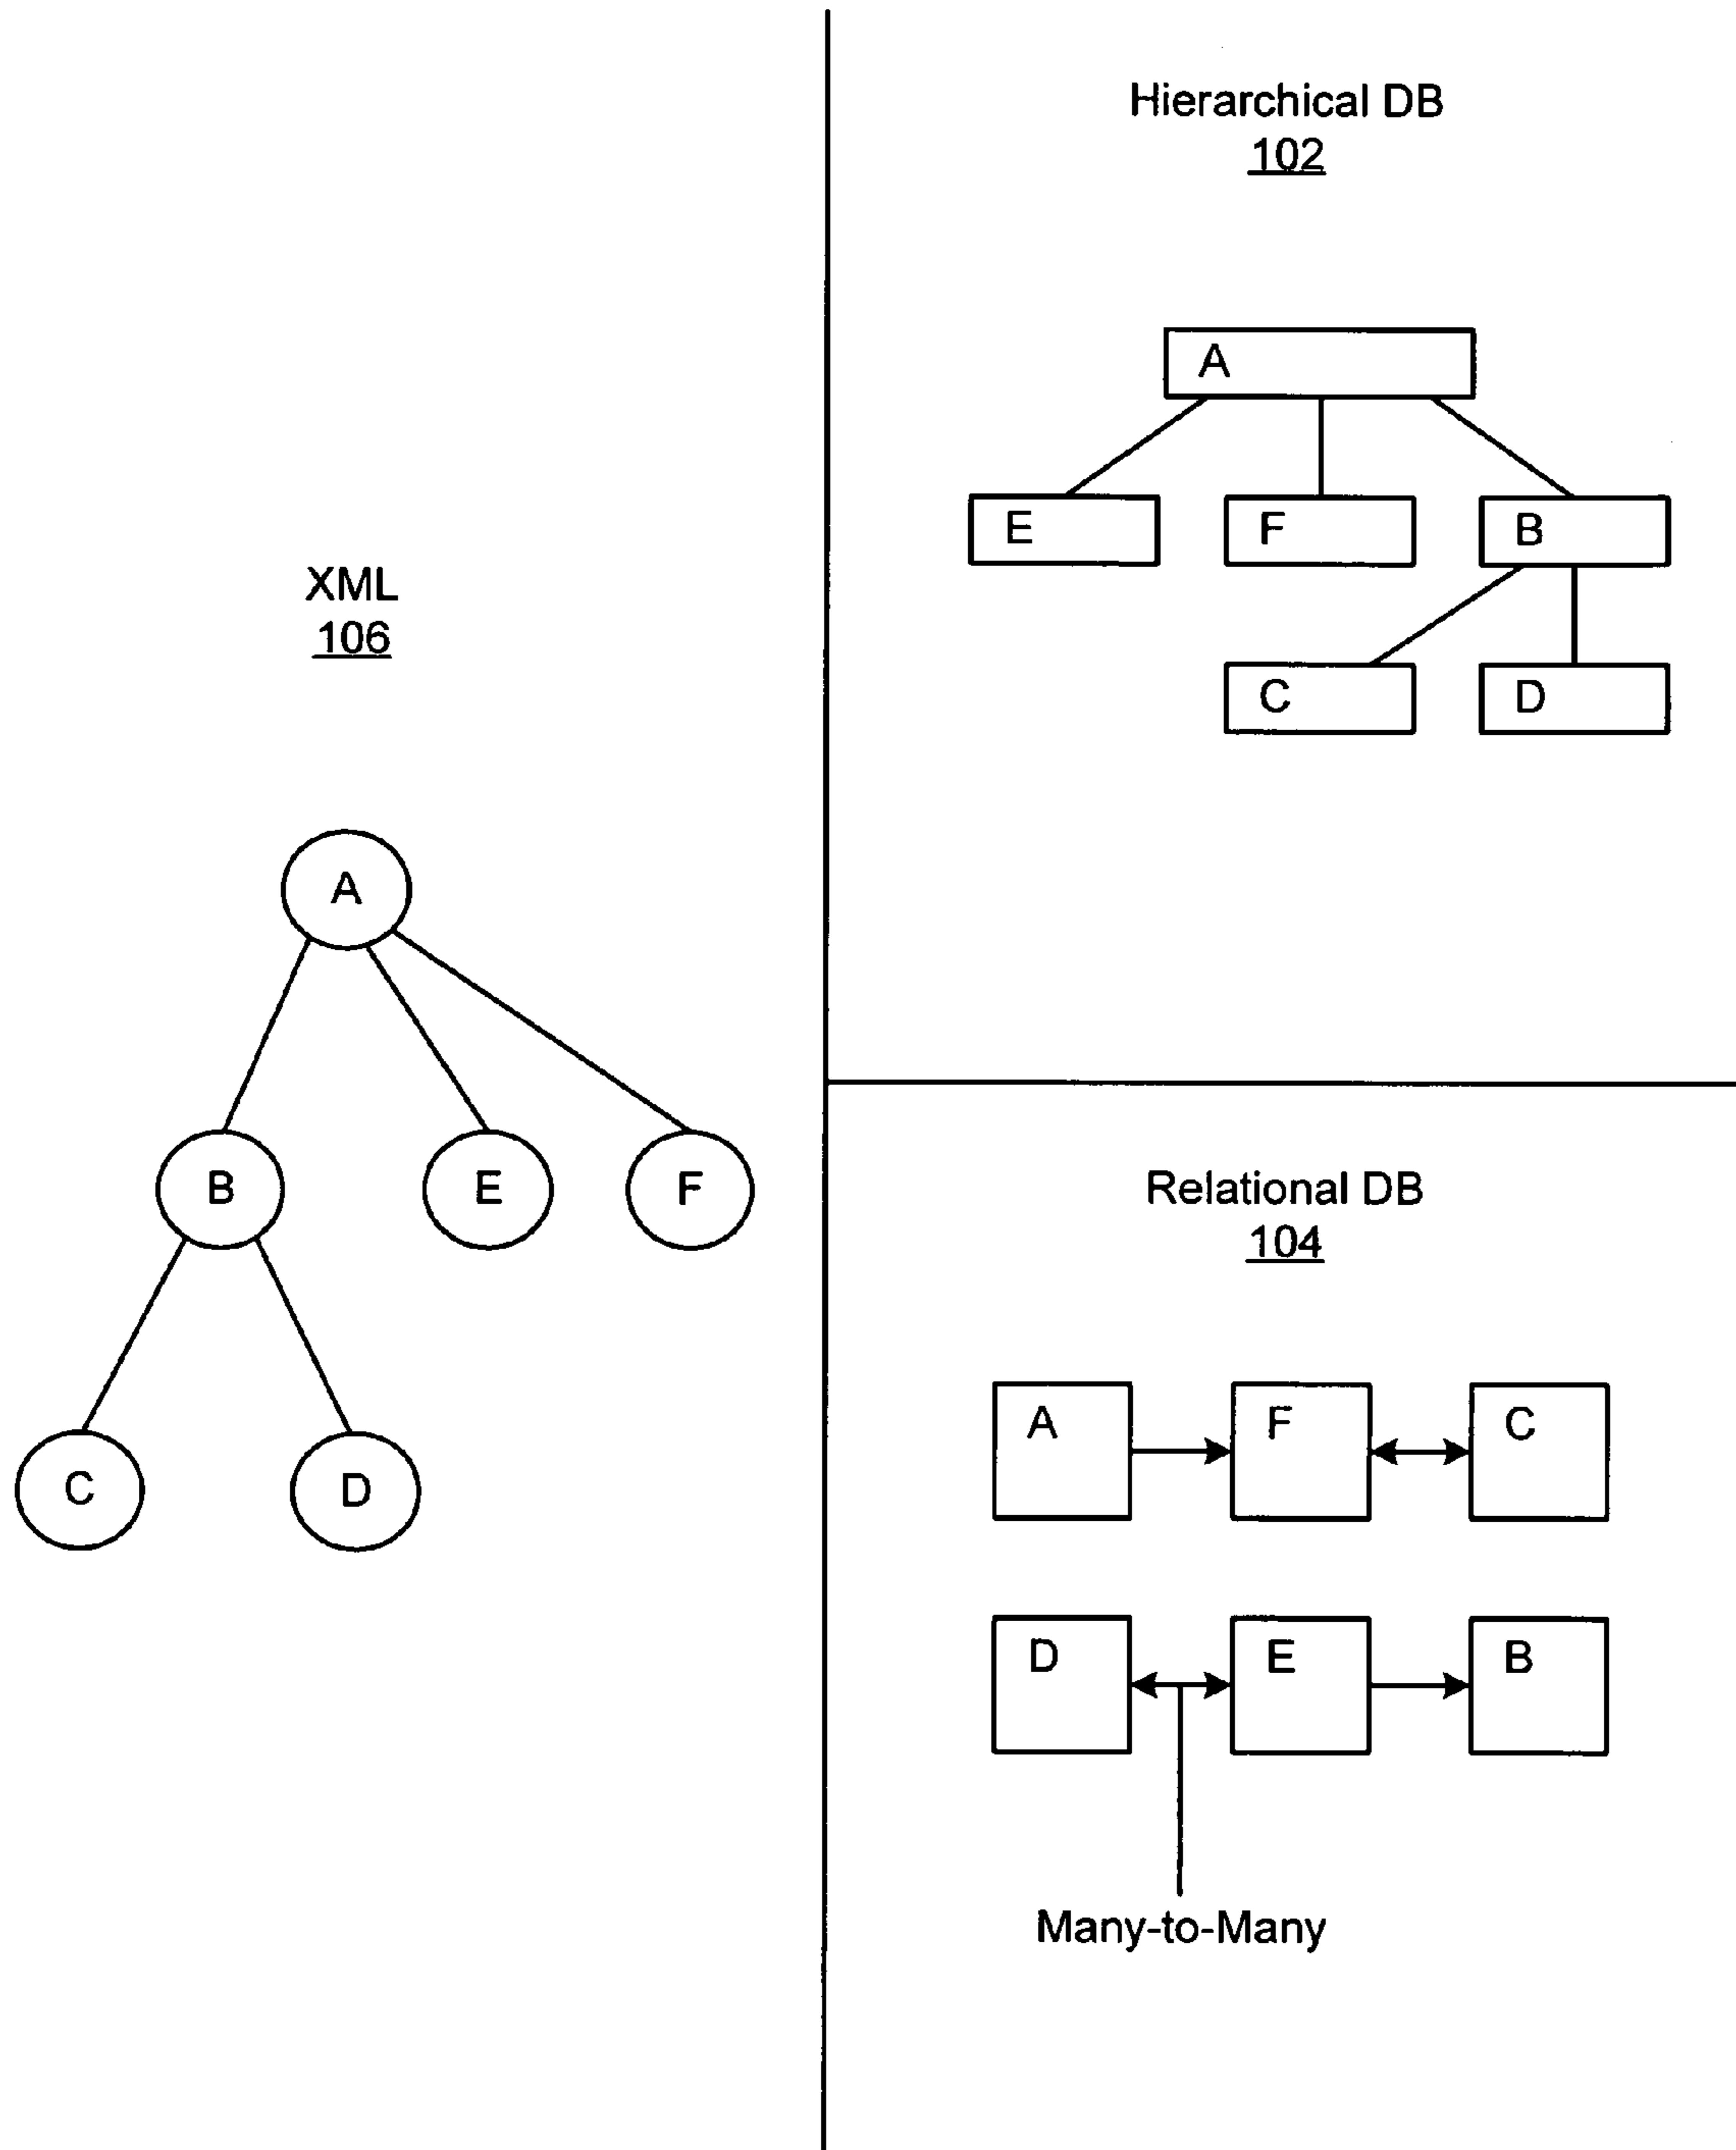 XML
106
A
B E F
C D
Hierarchical DB
102
A
E F B
C D
Relational DB
104
A F C
D E B
Many-to-Many